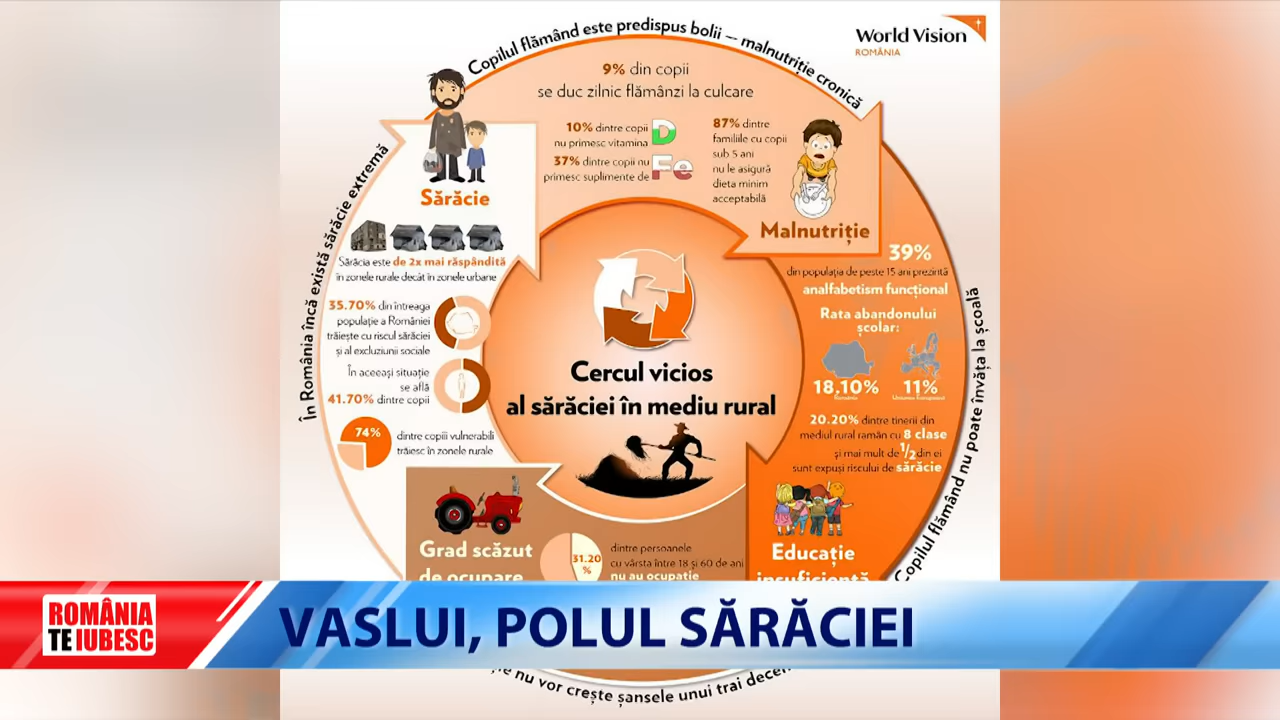 Copilul flămând este predispus bolii – malnutriție cronică
World Vision
ROMÂNIA
9% din copii
se duc zilnic flămânzi la culcare
10% dintre copii
nu primesc vitamina D
37% dintre copii nu
primesc suplimente de Fe
87% dintre
familiile cu copii
sub 5 ani
nu le asigură
dieta minim
acceptabilă
Malnutriție
În România încă există sărăcie extremă
Sărăcie
Sărăcia este de 2x mai răspândită
în zonele rurale decât în zonele urbane
35.70% din întreaga
populație a României
trăiește cu riscul sărăciei
și al excluziunii sociale
În aceeași situație
se află
41.70% dintre copii
74%
dintre copiii vulnerabili
trăiesc în zonele rurale
Cercul vicios
al sărăciei în mediu rural
39%
din populația de peste 15 ani prezintă
analfabetism funcțional
Rata abandonului
școlar:
18,10% 11%
România Uniunea Europeană
20.20% dintre tinerii din
mediul rural ramân cu 8 clase
și mai mult de 1/2 din ei
sunt expuși riscului de sărăcie
Copilul flămând nu poate învăța la școală
Educație
insuficientă
Grad scăzut
de ocupare
31.20
%
dintre persoanele
cu vârsta între 18 și 60 de ani
nu au ocupație
ROMÂNIA
TE IUBESC
VASLUI, POLUL SĂRĂCIEI
nu vor crește șansele unui trai